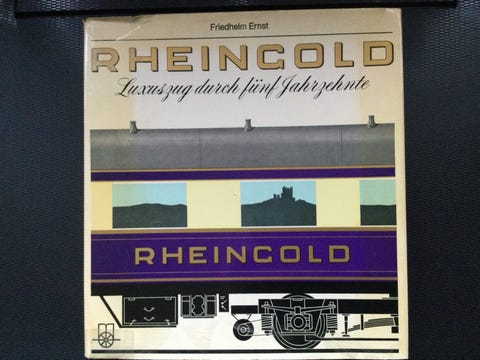 Friedhelm Ernst
RHEINGOLD
Luxuszug durch fünf Jahrzehnte
RHEINGOLD